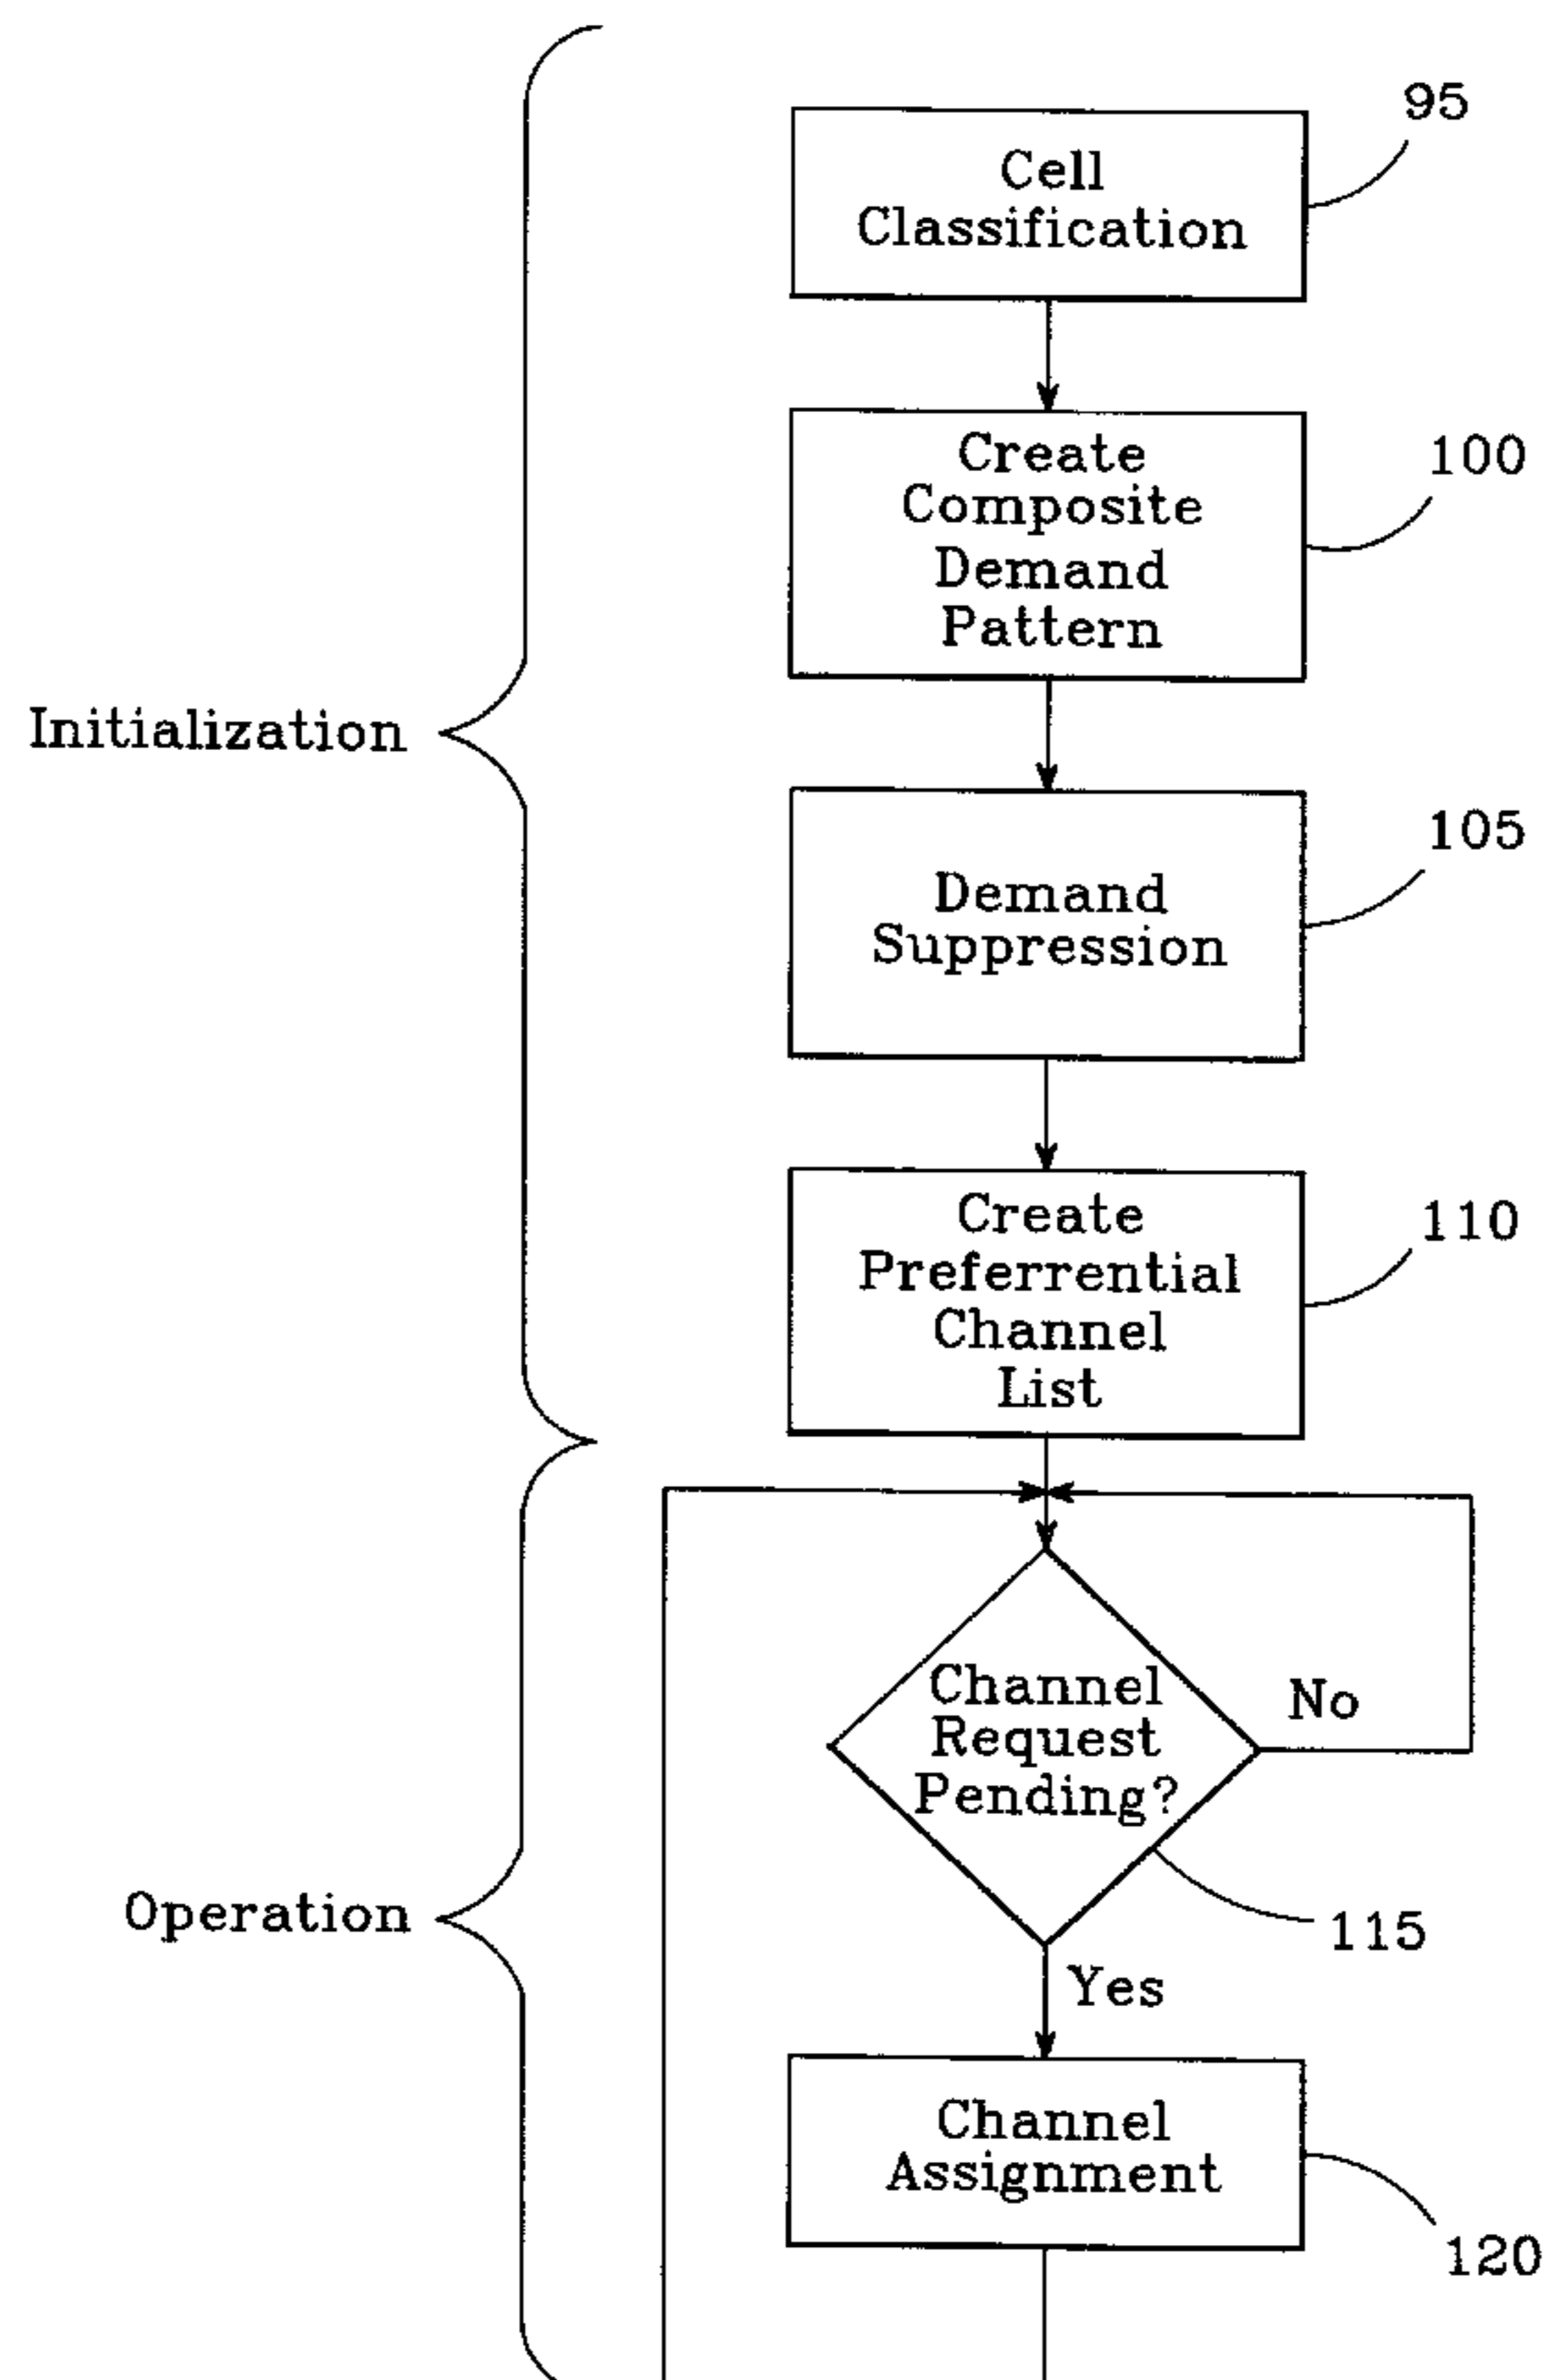 95
Cell
Classification
Create
Composite
Demand
Pattern
100
Initialization
105
Demand
Suppression
Create
Preferrential
Channel
List
110
Channel
Request
Pending?
No
Operation
115
Yes
Channel
Assignment
120